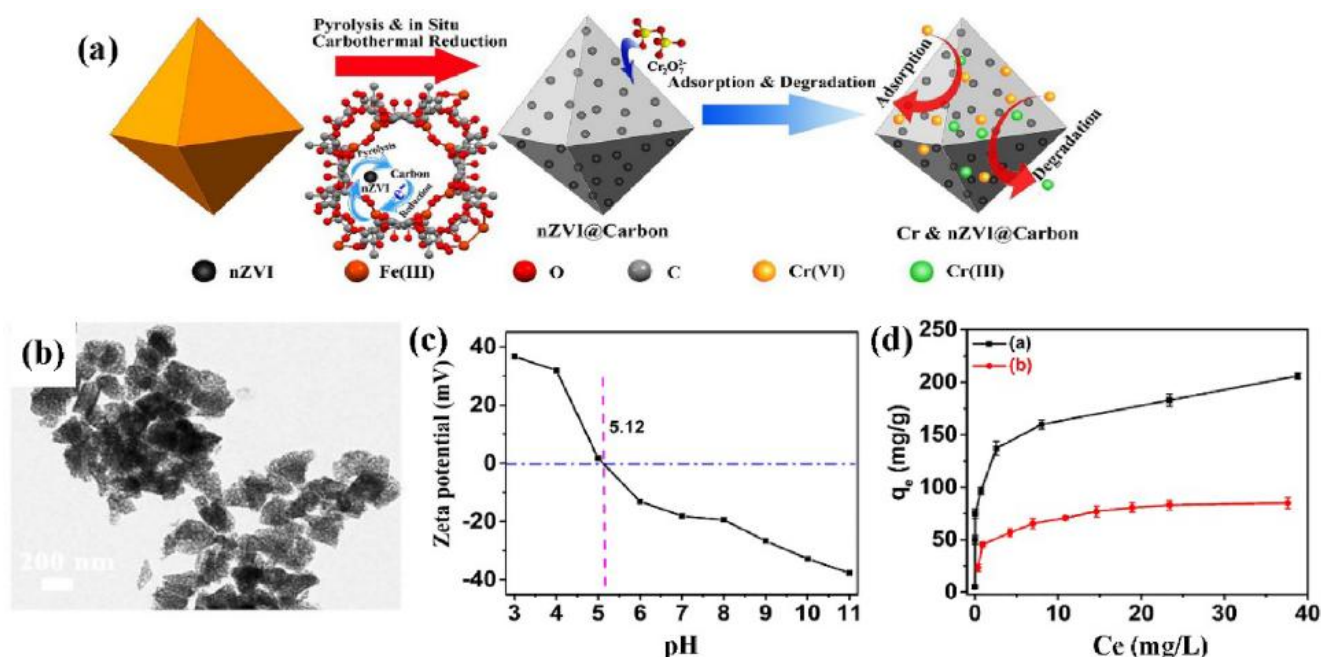 (a)
Pyrolysis & in Situ
Carbothermal Reduction
Cr₂O₇²⁻
Adsorption & Degradation
Adsorption
Degradation
Pyrolysis
Carbon
nZVI
e⁻
Reduction
nZVI@Carbon
Cr & nZVI@Carbon
nZVI
Fe(III)
O
C
Cr(VI)
Cr(III)
(b)
200 nm
(c)
Zeta potential (mV)
40
20
0
-20
-40
5.12
3 4 5 6 7 8 9 10 11
pH
(d)
qₑ (mg/g)
250
200
150
100
50
0
(a)
(b)
0 10 20 30 40
Ce (mg/L)